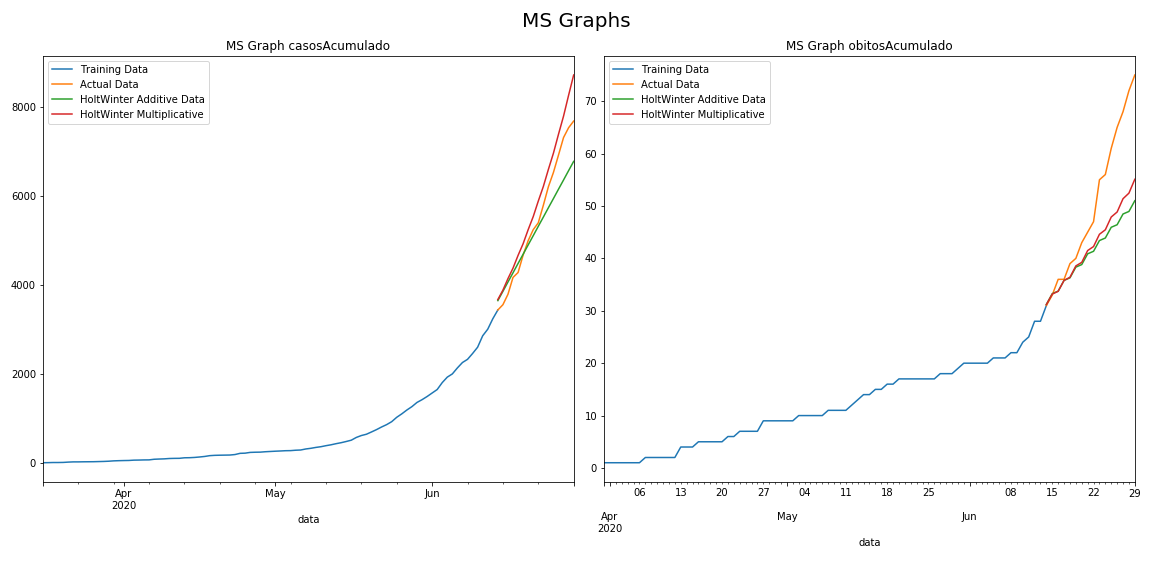 MS Graphs
MS Graph casosAcumulado
Training Data
Actual Data
HoltWinter Additive Data
HoltWinter Multiplicative
8000
6000
4000
2000
0
Apr
2020
May
Jun
data
MS Graph obitosAcumulado
Training Data
Actual Data
HoltWinter Additive Data
HoltWinter Multiplicative
70
60
50
40
30
20
10
0
06 13 20 27 04 11 18 25 08 15 22 29
Apr
2020
May
Jun
data